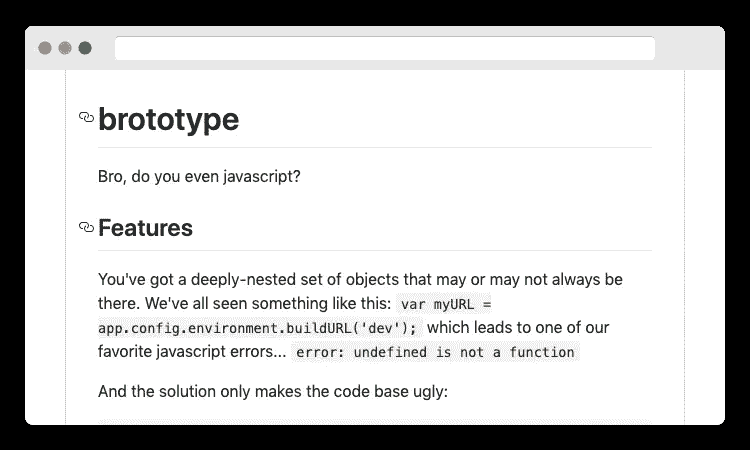 brototype
Bro, do you even javascript?
Features
You've got a deeply-nested set of objects that may or may not always be
there. We've all seen something like this: var myURL =
app.config.environment.buildURL('dev'); which leads to one of our
favorite javascript errors... error: undefined is not a function
And the solution only makes the code base ugly: